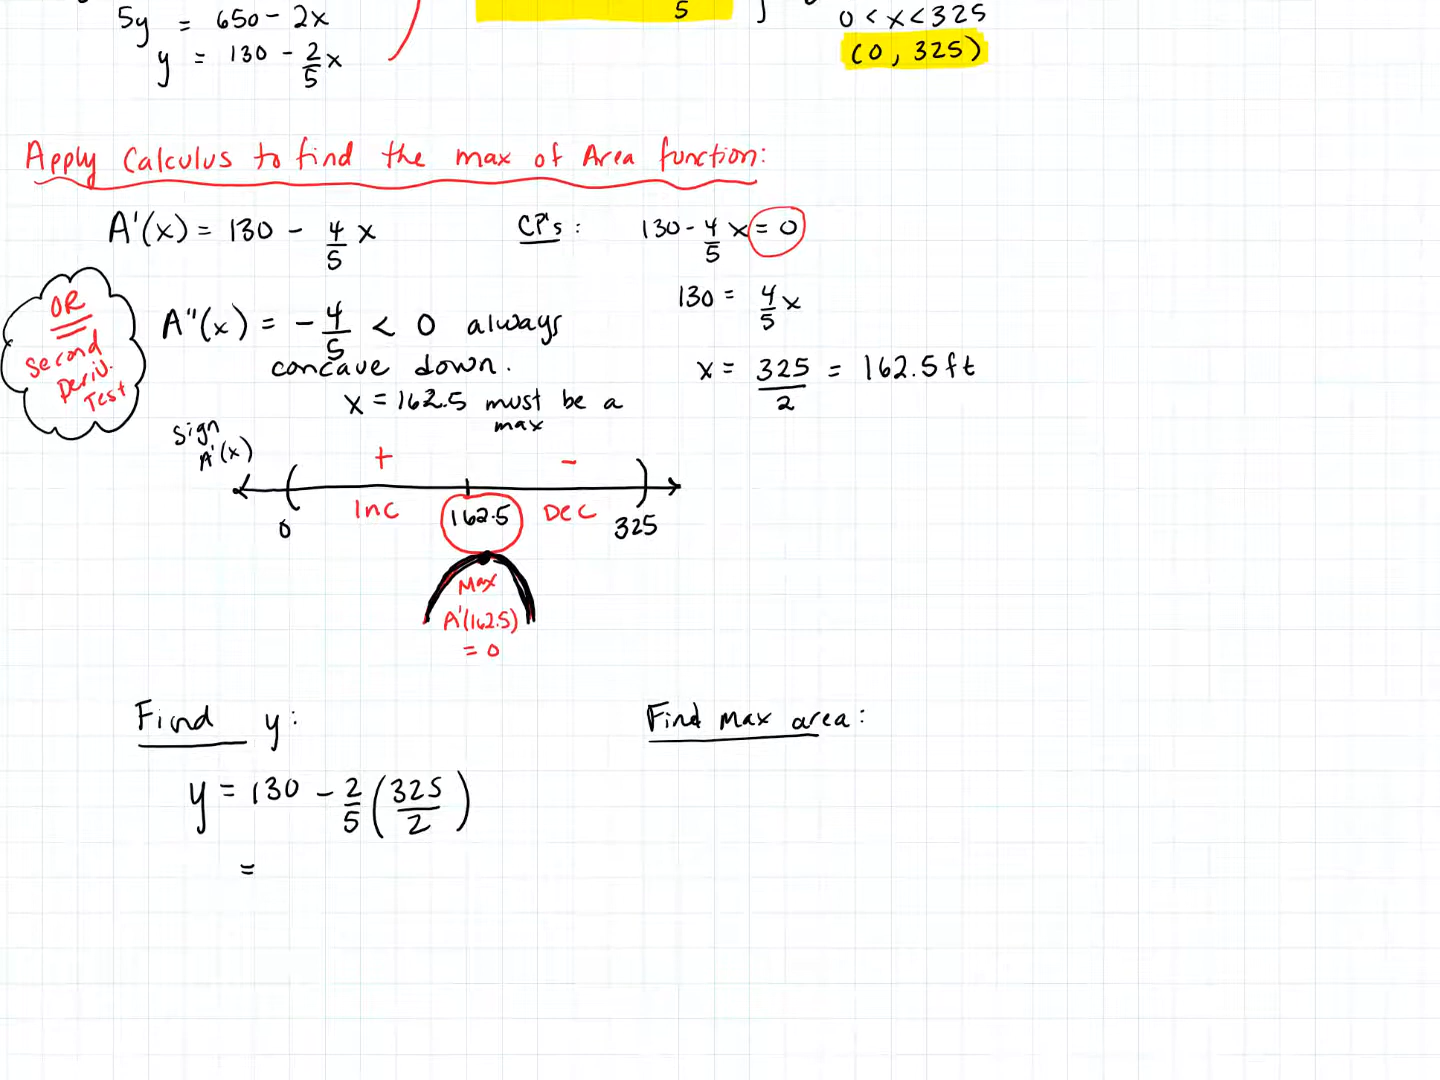 5y = 650 - 2x
y = 130 - 2/5 x
5
0 < x < 325
(0, 325)
Apply Calculus to find the max of Area function:
A'(x) = 130 - 4/5 x
CP's : 130 - 4/5 x = 0
130 = 4/5 x
x = 325/2 = 162.5 ft
OR
Second
Deriv.
Test
A''(x) = - 4/5 < 0 always
concave down.
x = 162.5 must be a
max
sign
A'(x)
+ -
Inc Dec
0 162.5 325
Max
A'(162.5)
= 0
Find y:
y = 130 - 2/5 (325/2)
=
Find max area: